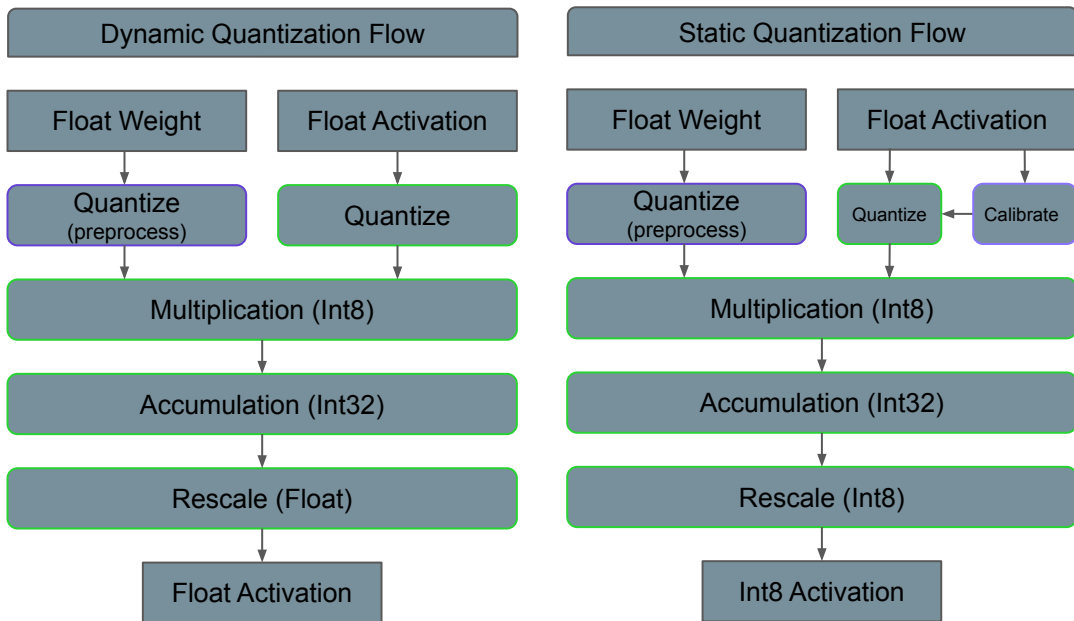 Dynamic Quantization Flow
Float Weight
Float Activation
Quantize
(preprocess)
Quantize
Multiplication (Int8)
Accumulation (Int32)
Rescale (Float)
Float Activation
Static Quantization Flow
Float Weight
Float Activation
Quantize
(preprocess)
Quantize
Calibrate
Multiplication (Int8)
Accumulation (Int32)
Rescale (Int8)
Int8 Activation